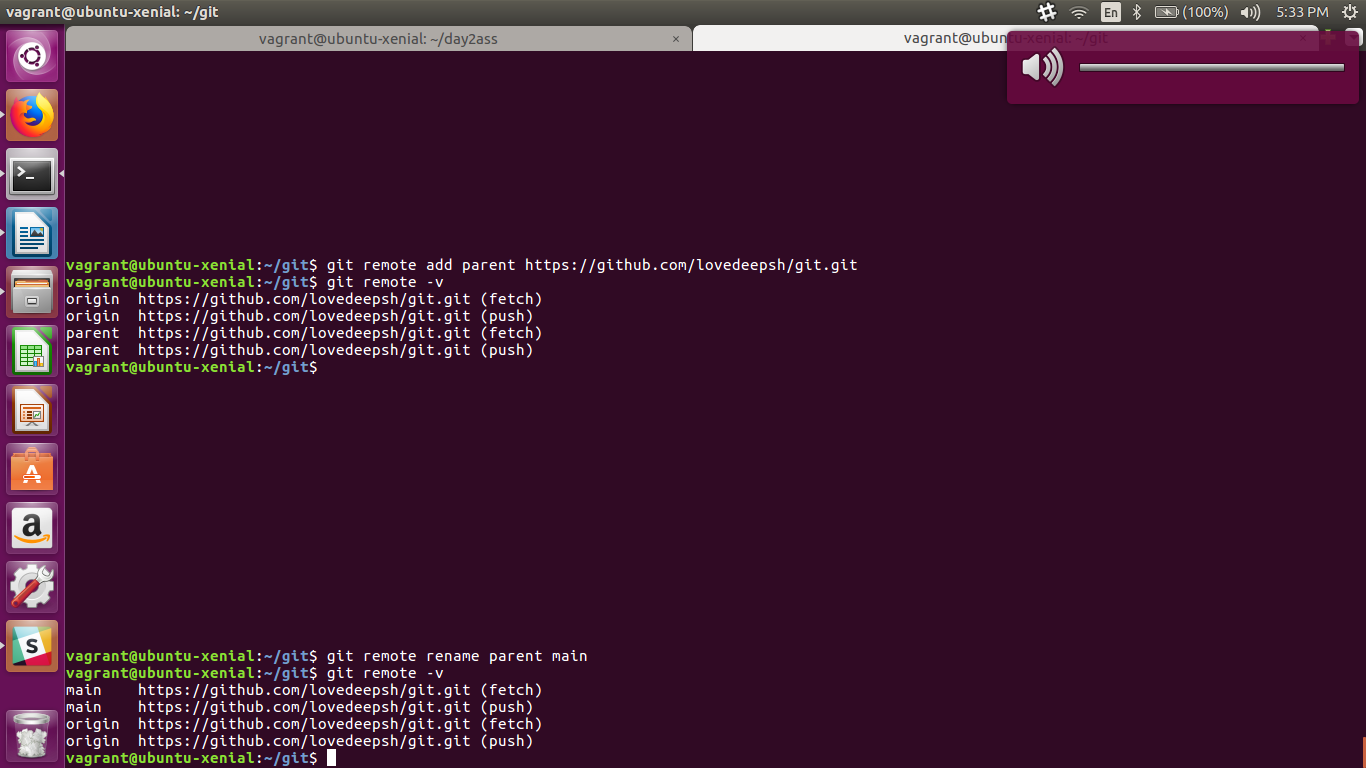 vagrant@ubuntu-xenial: ~/git
En
(100%)
5:33 PM
vagrant@ubuntu-xenial: ~/day2ass ×
vagrant@ubuntu-xenial: ~/git ×
vagrant@ubuntu-xenial:~/git$ git remote add parent https://github.com/lovedeepsh/git.git
vagrant@ubuntu-xenial:~/git$ git remote -v
origin  https://github.com/lovedeepsh/git.git (fetch)
origin  https://github.com/lovedeepsh/git.git (push)
parent  https://github.com/lovedeepsh/git.git (fetch)
parent  https://github.com/lovedeepsh/git.git (push)
vagrant@ubuntu-xenial:~/git$
vagrant@ubuntu-xenial:~/git$ git remote rename parent main
vagrant@ubuntu-xenial:~/git$ git remote -v
main    https://github.com/lovedeepsh/git.git (fetch)
main    https://github.com/lovedeepsh/git.git (push)
origin  https://github.com/lovedeepsh/git.git (fetch)
origin  https://github.com/lovedeepsh/git.git (push)
vagrant@ubuntu-xenial:~/git$